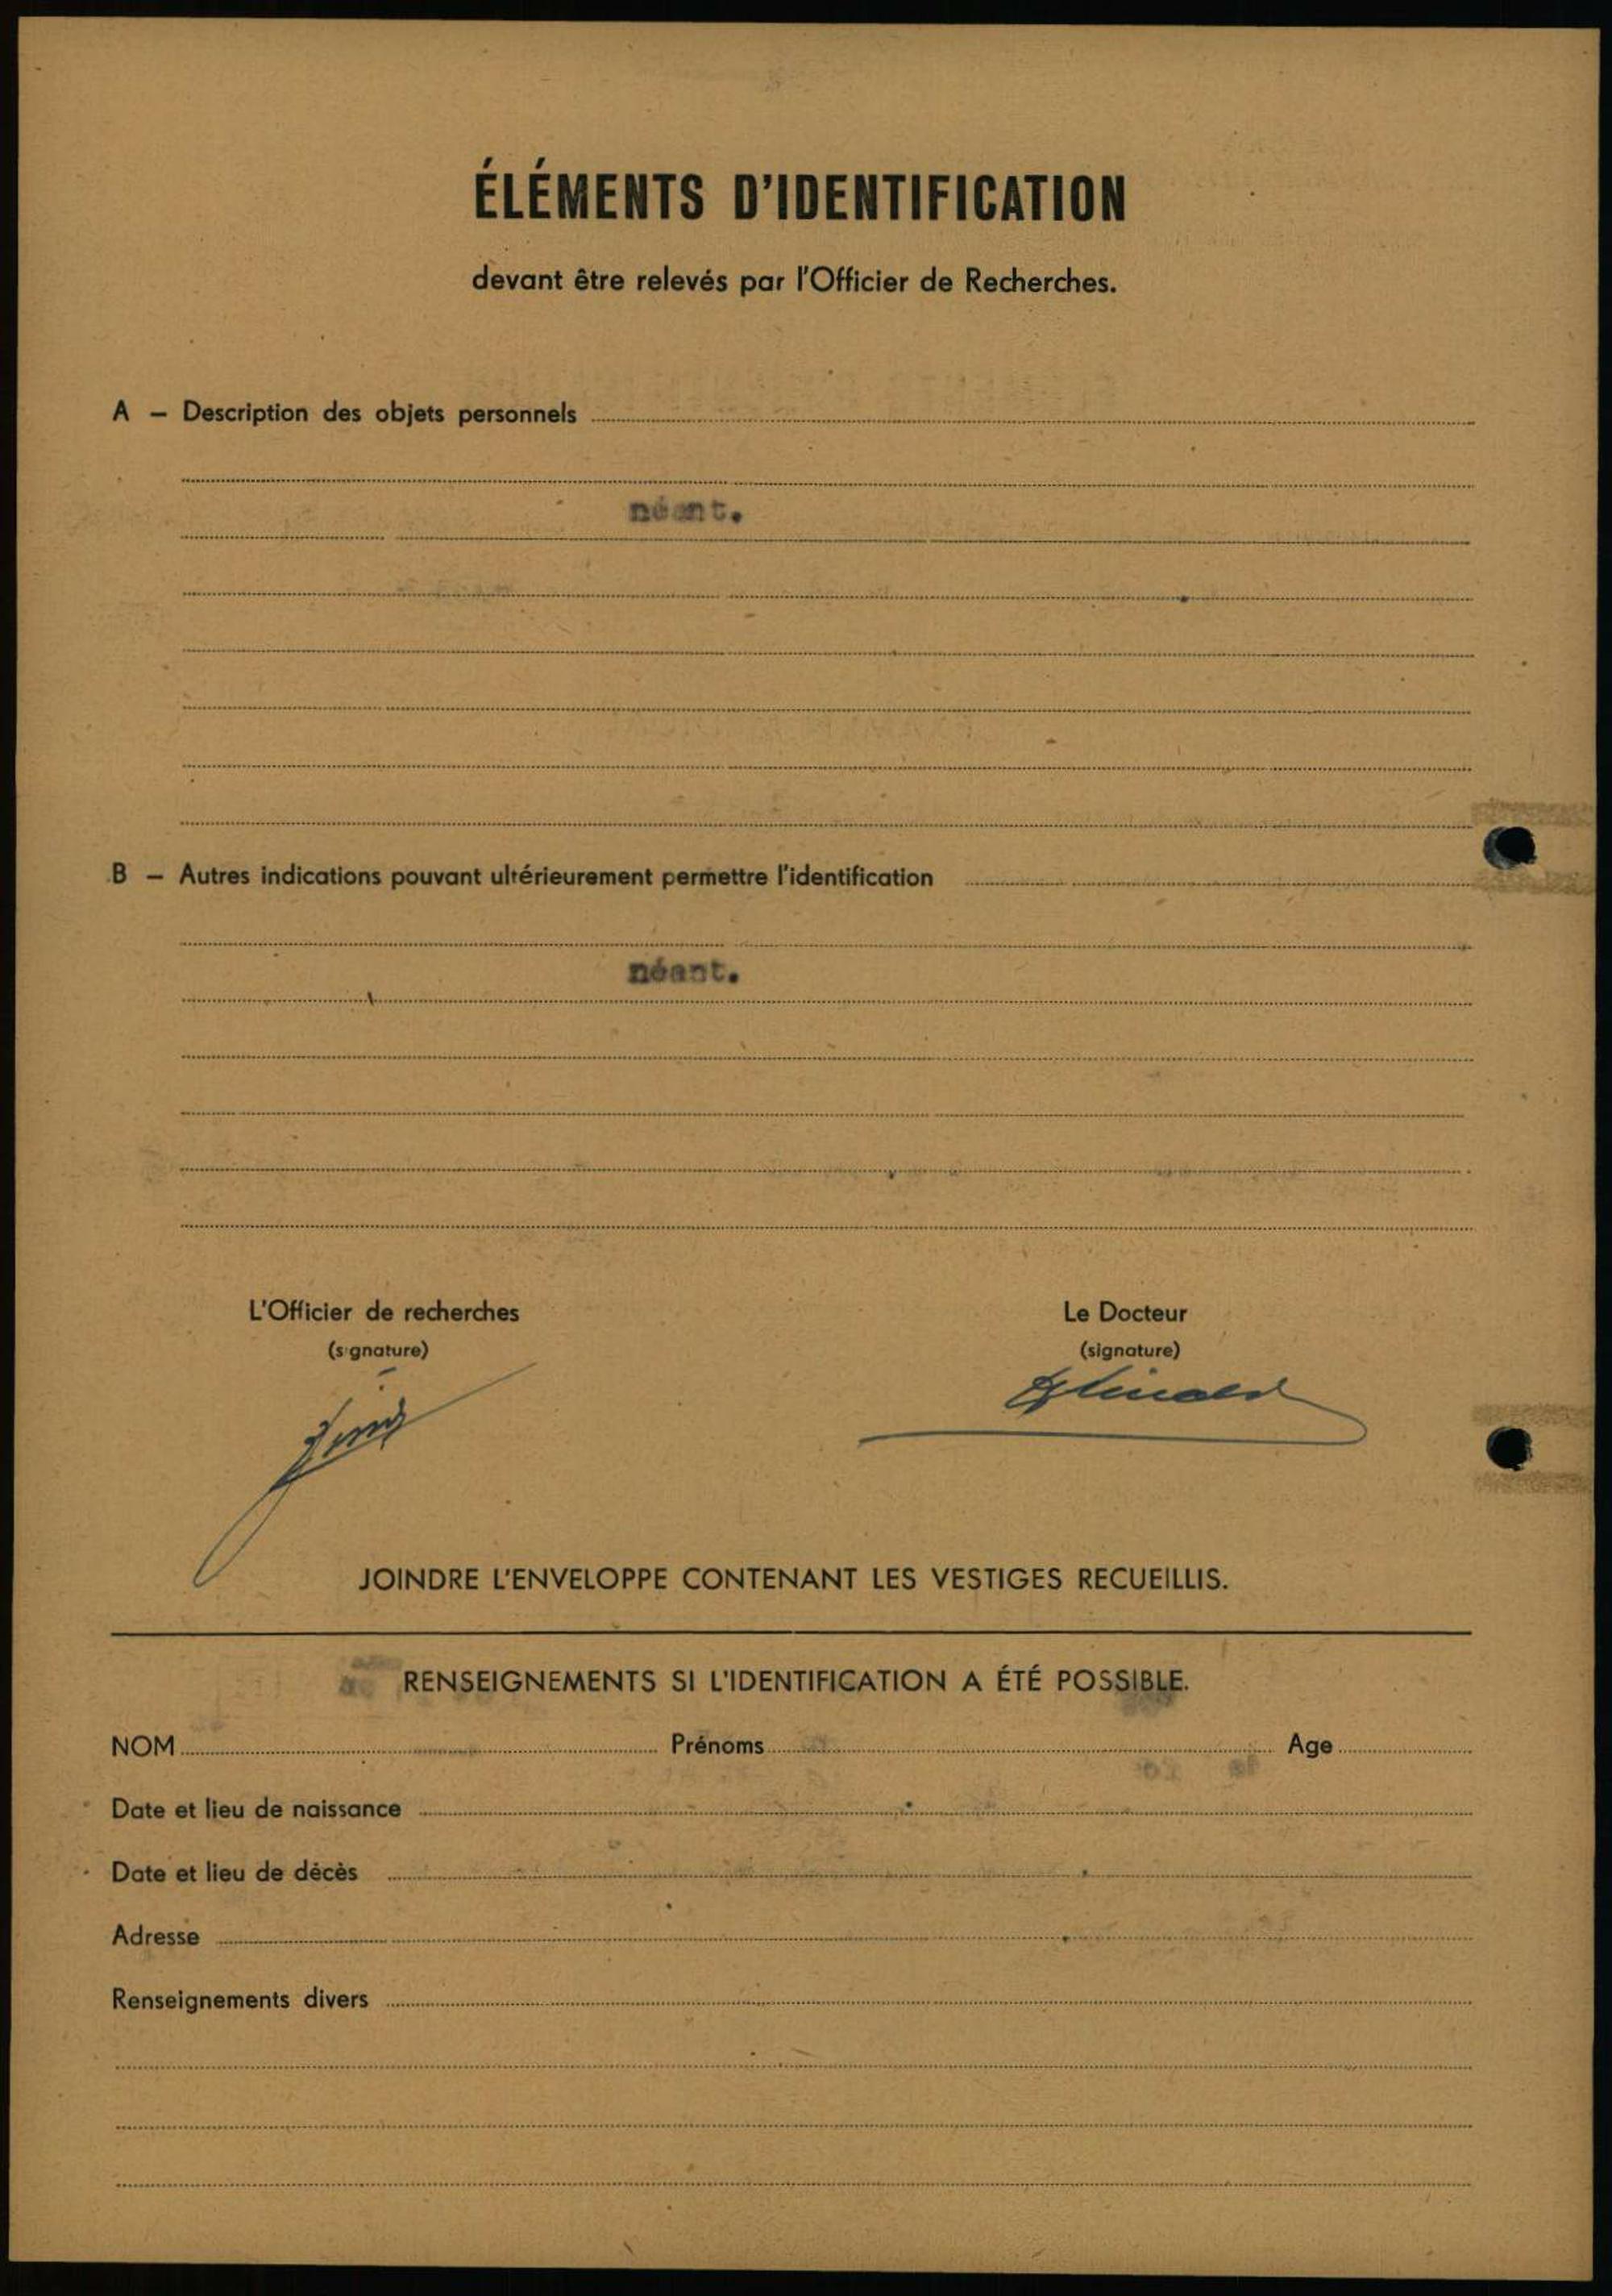 ÉLÉMENTS D'IDENTIFICATION
devant être relevés par l'Officier de Recherches.
A — Description des objets personnels
néant.
B — Autres indications pouvant ultérieurement permettre l'identification
néant.
L'Officier de recherches
Le Docteur
(signature)
(signature)
JOINDRE L'ENVELOPPE CONTENANT LES VESTIGES RECUEILLIS.
RENSEIGNEMENTS SI L'IDENTIFICATION A ÉTÉ POSSIBLE.
NOM Prénoms Age
Date et lieu de naissance
Date et lieu de décès
Adresse
Renseignements divers